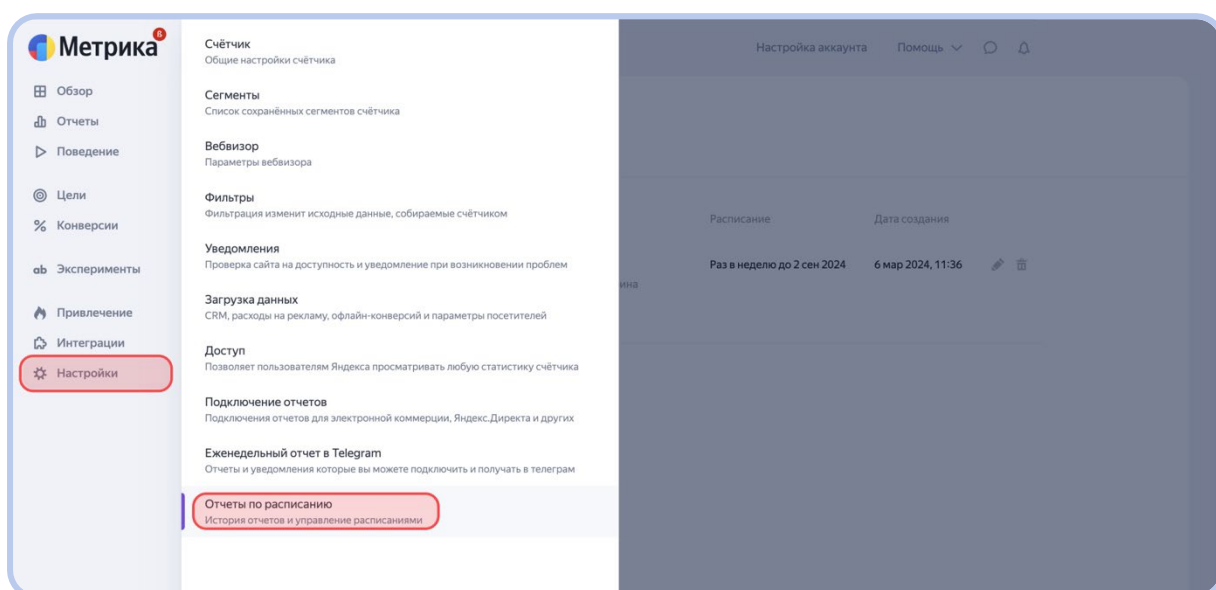 Метрика β
Обзор
Отчеты
Поведение
Цели
% Конверсии
ab Эксперименты
Привлечение
Интеграции
Настройки
Счётчик
Общие настройки счётчика
Сегменты
Список сохранённых сегментов счётчика
Вебвизор
Параметры вебвизора
Фильтры
Фильтрация изменит исходные данные, собираемые счётчиком
Уведомления
Проверка сайта на доступность и уведомление при возникновении проблем
Загрузка данных
CRM, расходы на рекламу, офлайн-конверсий и параметры посетителей
Доступ
Позволяет пользователям Яндекса просматривать любую статистику счётчика
Подключение отчетов
Подключения отчетов для электронной коммерции, Яндекс.Директа и других
Еженедельный отчет в Telegram
Отчеты и уведомления которые вы можете подключить и получать в телеграм
Отчеты по расписанию
История отчетов и управление расписаниями
Настройка аккаунта Помощь
Расписание Дата создания
Раз в неделю до 2 сен 2024 6 мар 2024, 11:36
ина